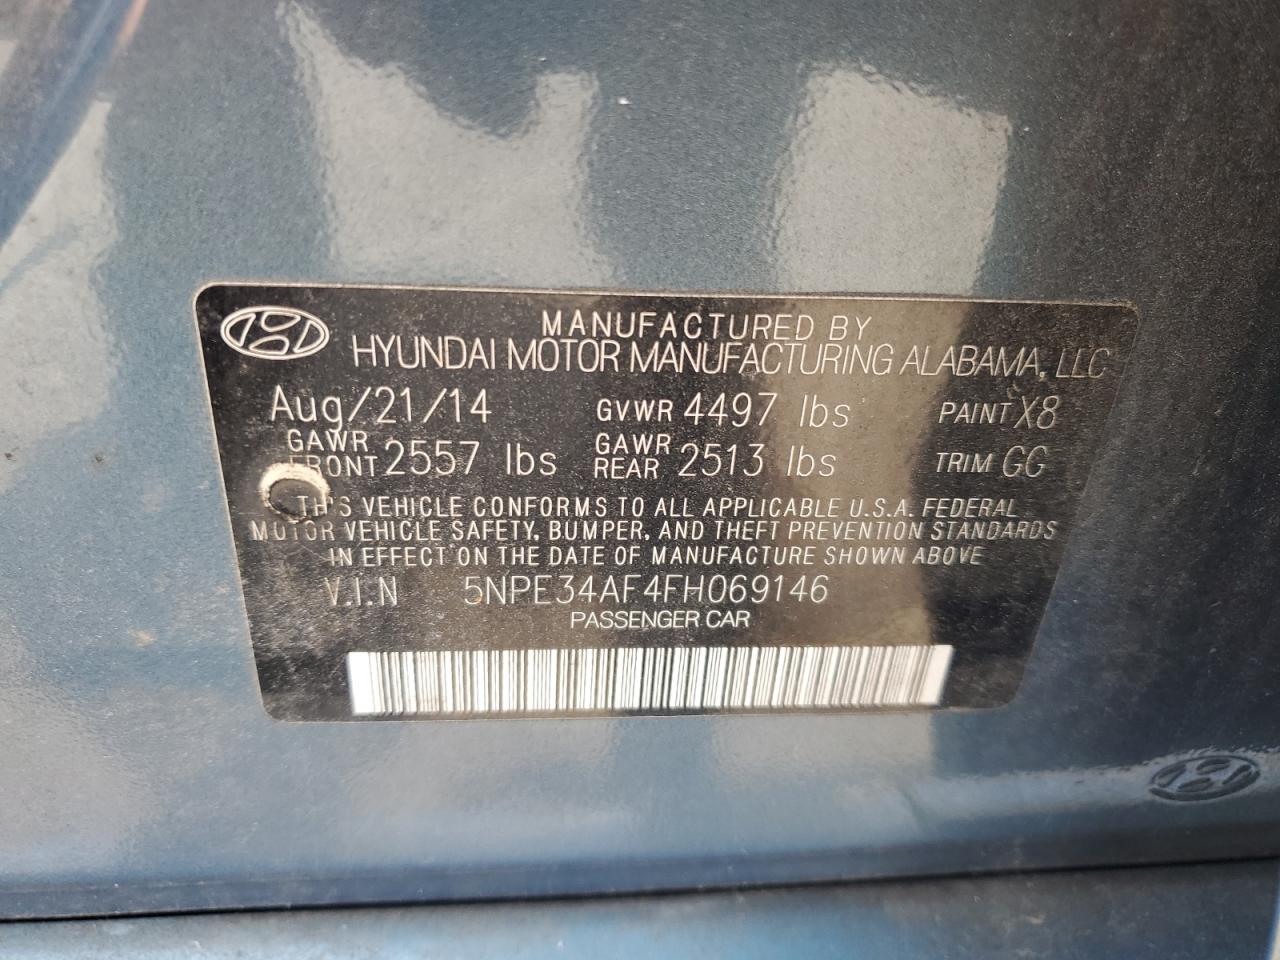 MANUFACTURED BY
HYUNDAI MOTOR MANUFACTURING ALABAMA, LLC
Aug/21/14 GVWR 4497 lbs PAINT X8
GAWR FRONT 2557 lbs GAWR REAR 2513 lbs TRIM GG
THIS VEHICLE CONFORMS TO ALL APPLICABLE U.S.A. FEDERAL
MOTOR VEHICLE SAFETY, BUMPER, AND THEFT PREVENTION STANDARDS
IN EFFECT ON THE DATE OF MANUFACTURE SHOWN ABOVE
V.I.N 5NPE34AF4FH069146
PASSENGER CAR